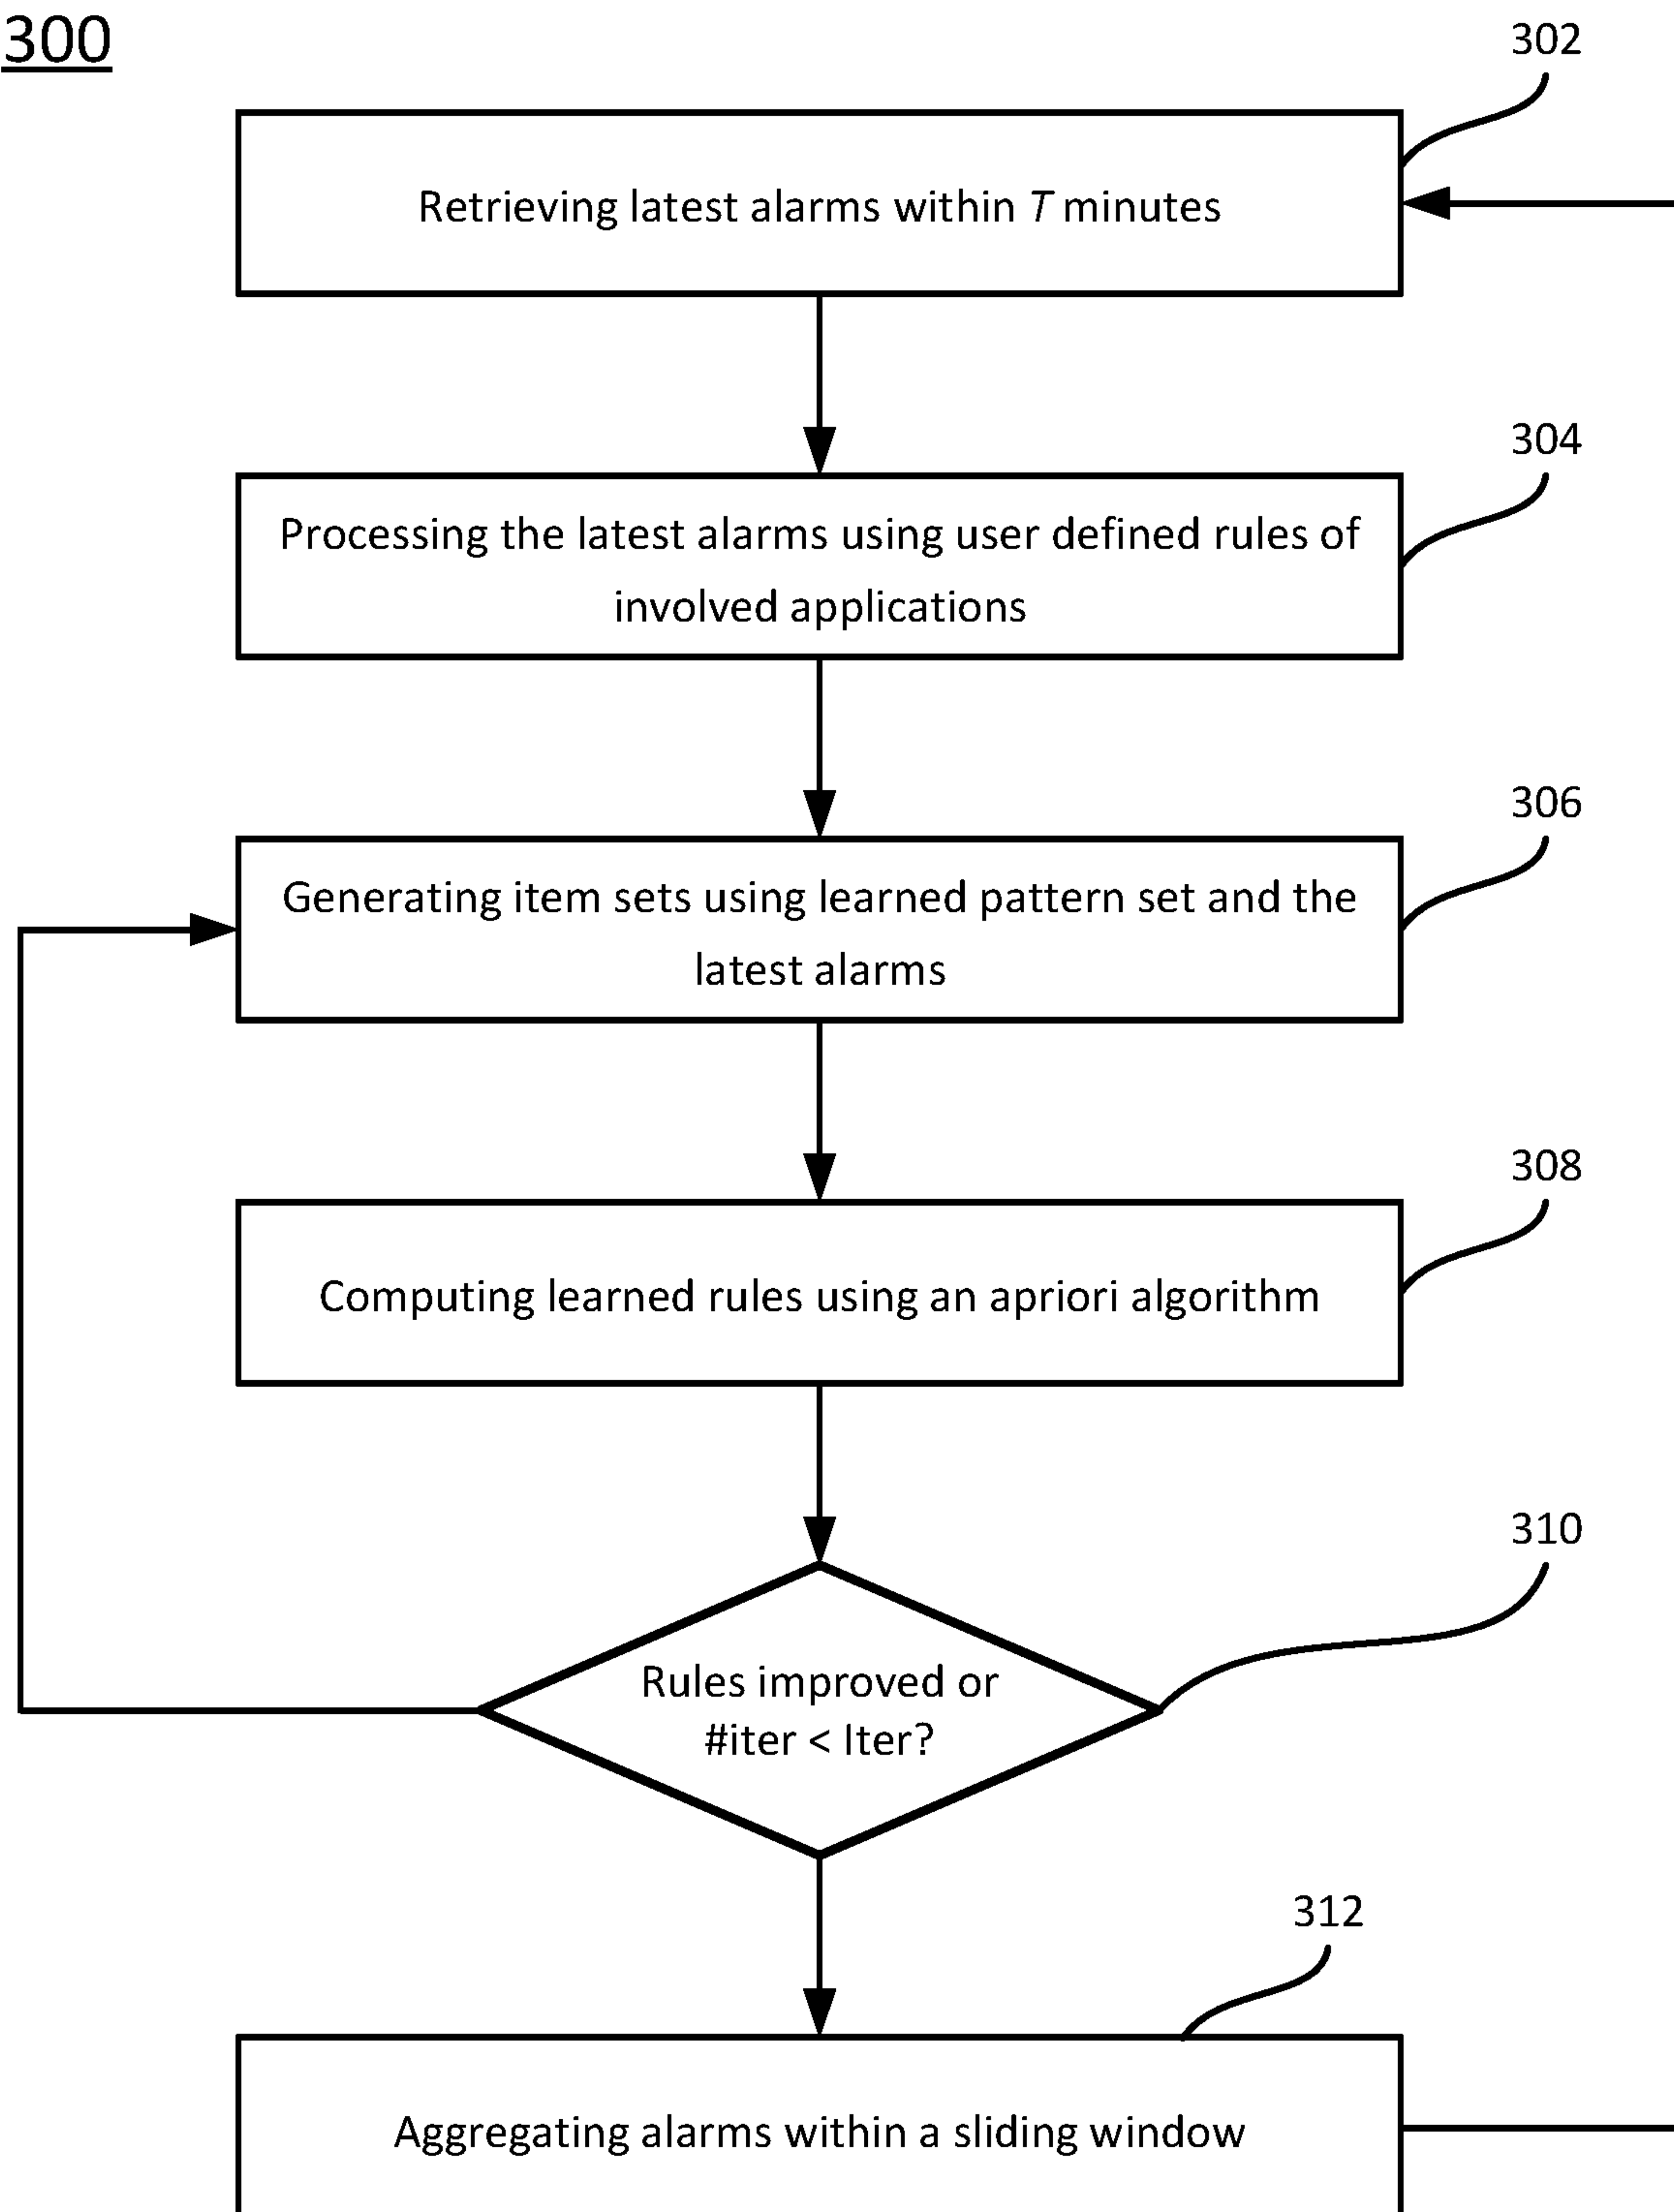 300
302
Retrieving latest alarms within T minutes
304
Processing the latest alarms using user defined rules of
involved applications
306
Generating item sets using learned pattern set and the
latest alarms
308
Computing learned rules using an apriori algorithm
310
Rules improved or
#iter < Iter?
312
Aggregating alarms within a sliding window